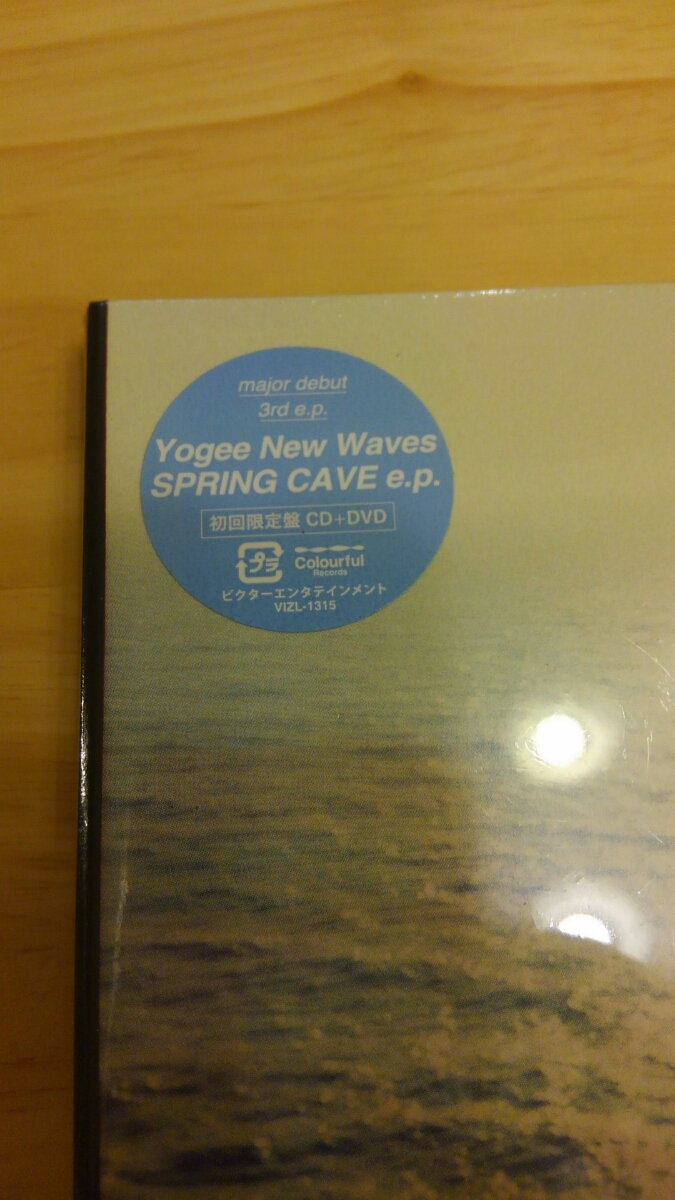 major debut
3rd e.p.
Yogee New Waves
SPRING CAVE e.p.
初回限定盤 CD+DVD
プラ
Colourful
Records
ビクターエンタテインメント
VIZL-1315